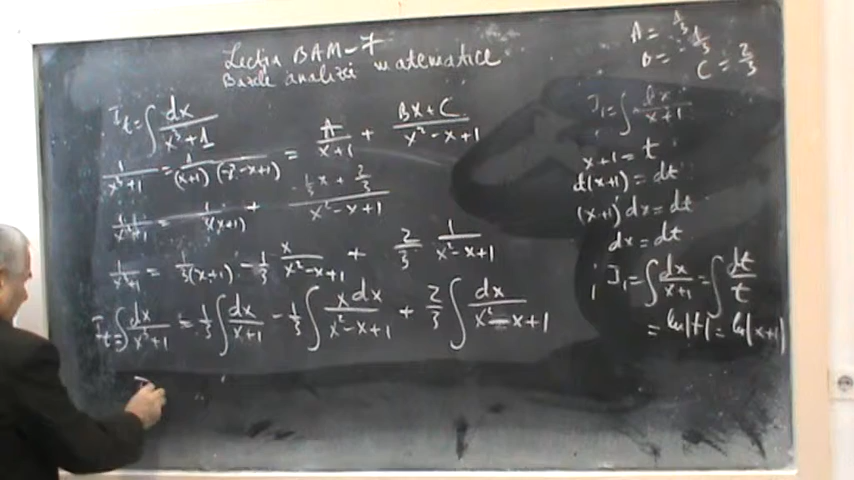 Lecția BAM-7
Bazele analizei matematice
I_t = ∫ dx/(x³+1)
1/(x³+1) = 1/((x+1)(x²-x+1)) = A/(x+1) + (Bx+C)/(x²-x+1)
1/(x³+1) = 1/(3(x+1)) + (-1/3 x + 2/3)/(x²-x+1)
1/(x³+1) = 1/(3(x+1)) - 1/3 x/(x²-x+1) + 2/3 1/(x²-x+1)
I_t = ∫ dx/(x³+1) = 1/3 ∫ dx/(x+1) - 1/3 ∫ xdx/(x²-x+1) + 2/3 ∫ dx/(x²-x+1)
A = 1/3
B = -1/3
C = 2/3
I₁ = ∫ dx/(x+1)
x+1 = t
d(x+1) = dt
(x+1)' dx = dt
dx = dt
I₁ = ∫ dx/(x+1) = ∫ dt/t
= ln|t| = ln|x+1|